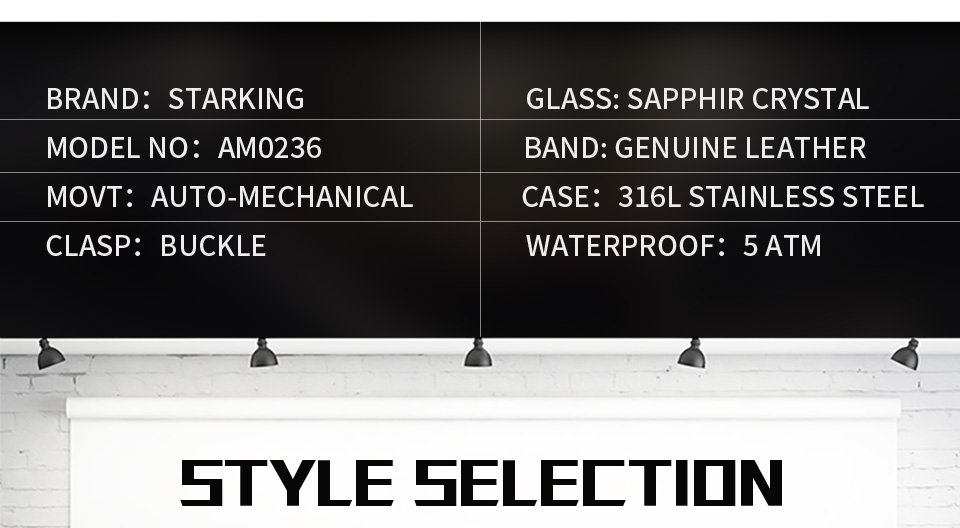 BRAND：STARKING
GLASS: SAPPHIR CRYSTAL
MODEL NO：AM0236
BAND: GENUINE LEATHER
MOVT：AUTO-MECHANICAL
CASE：316L STAINLESS STEEL
CLASP：BUCKLE
WATERPROOF：5 ATM
STYLE SELECTION